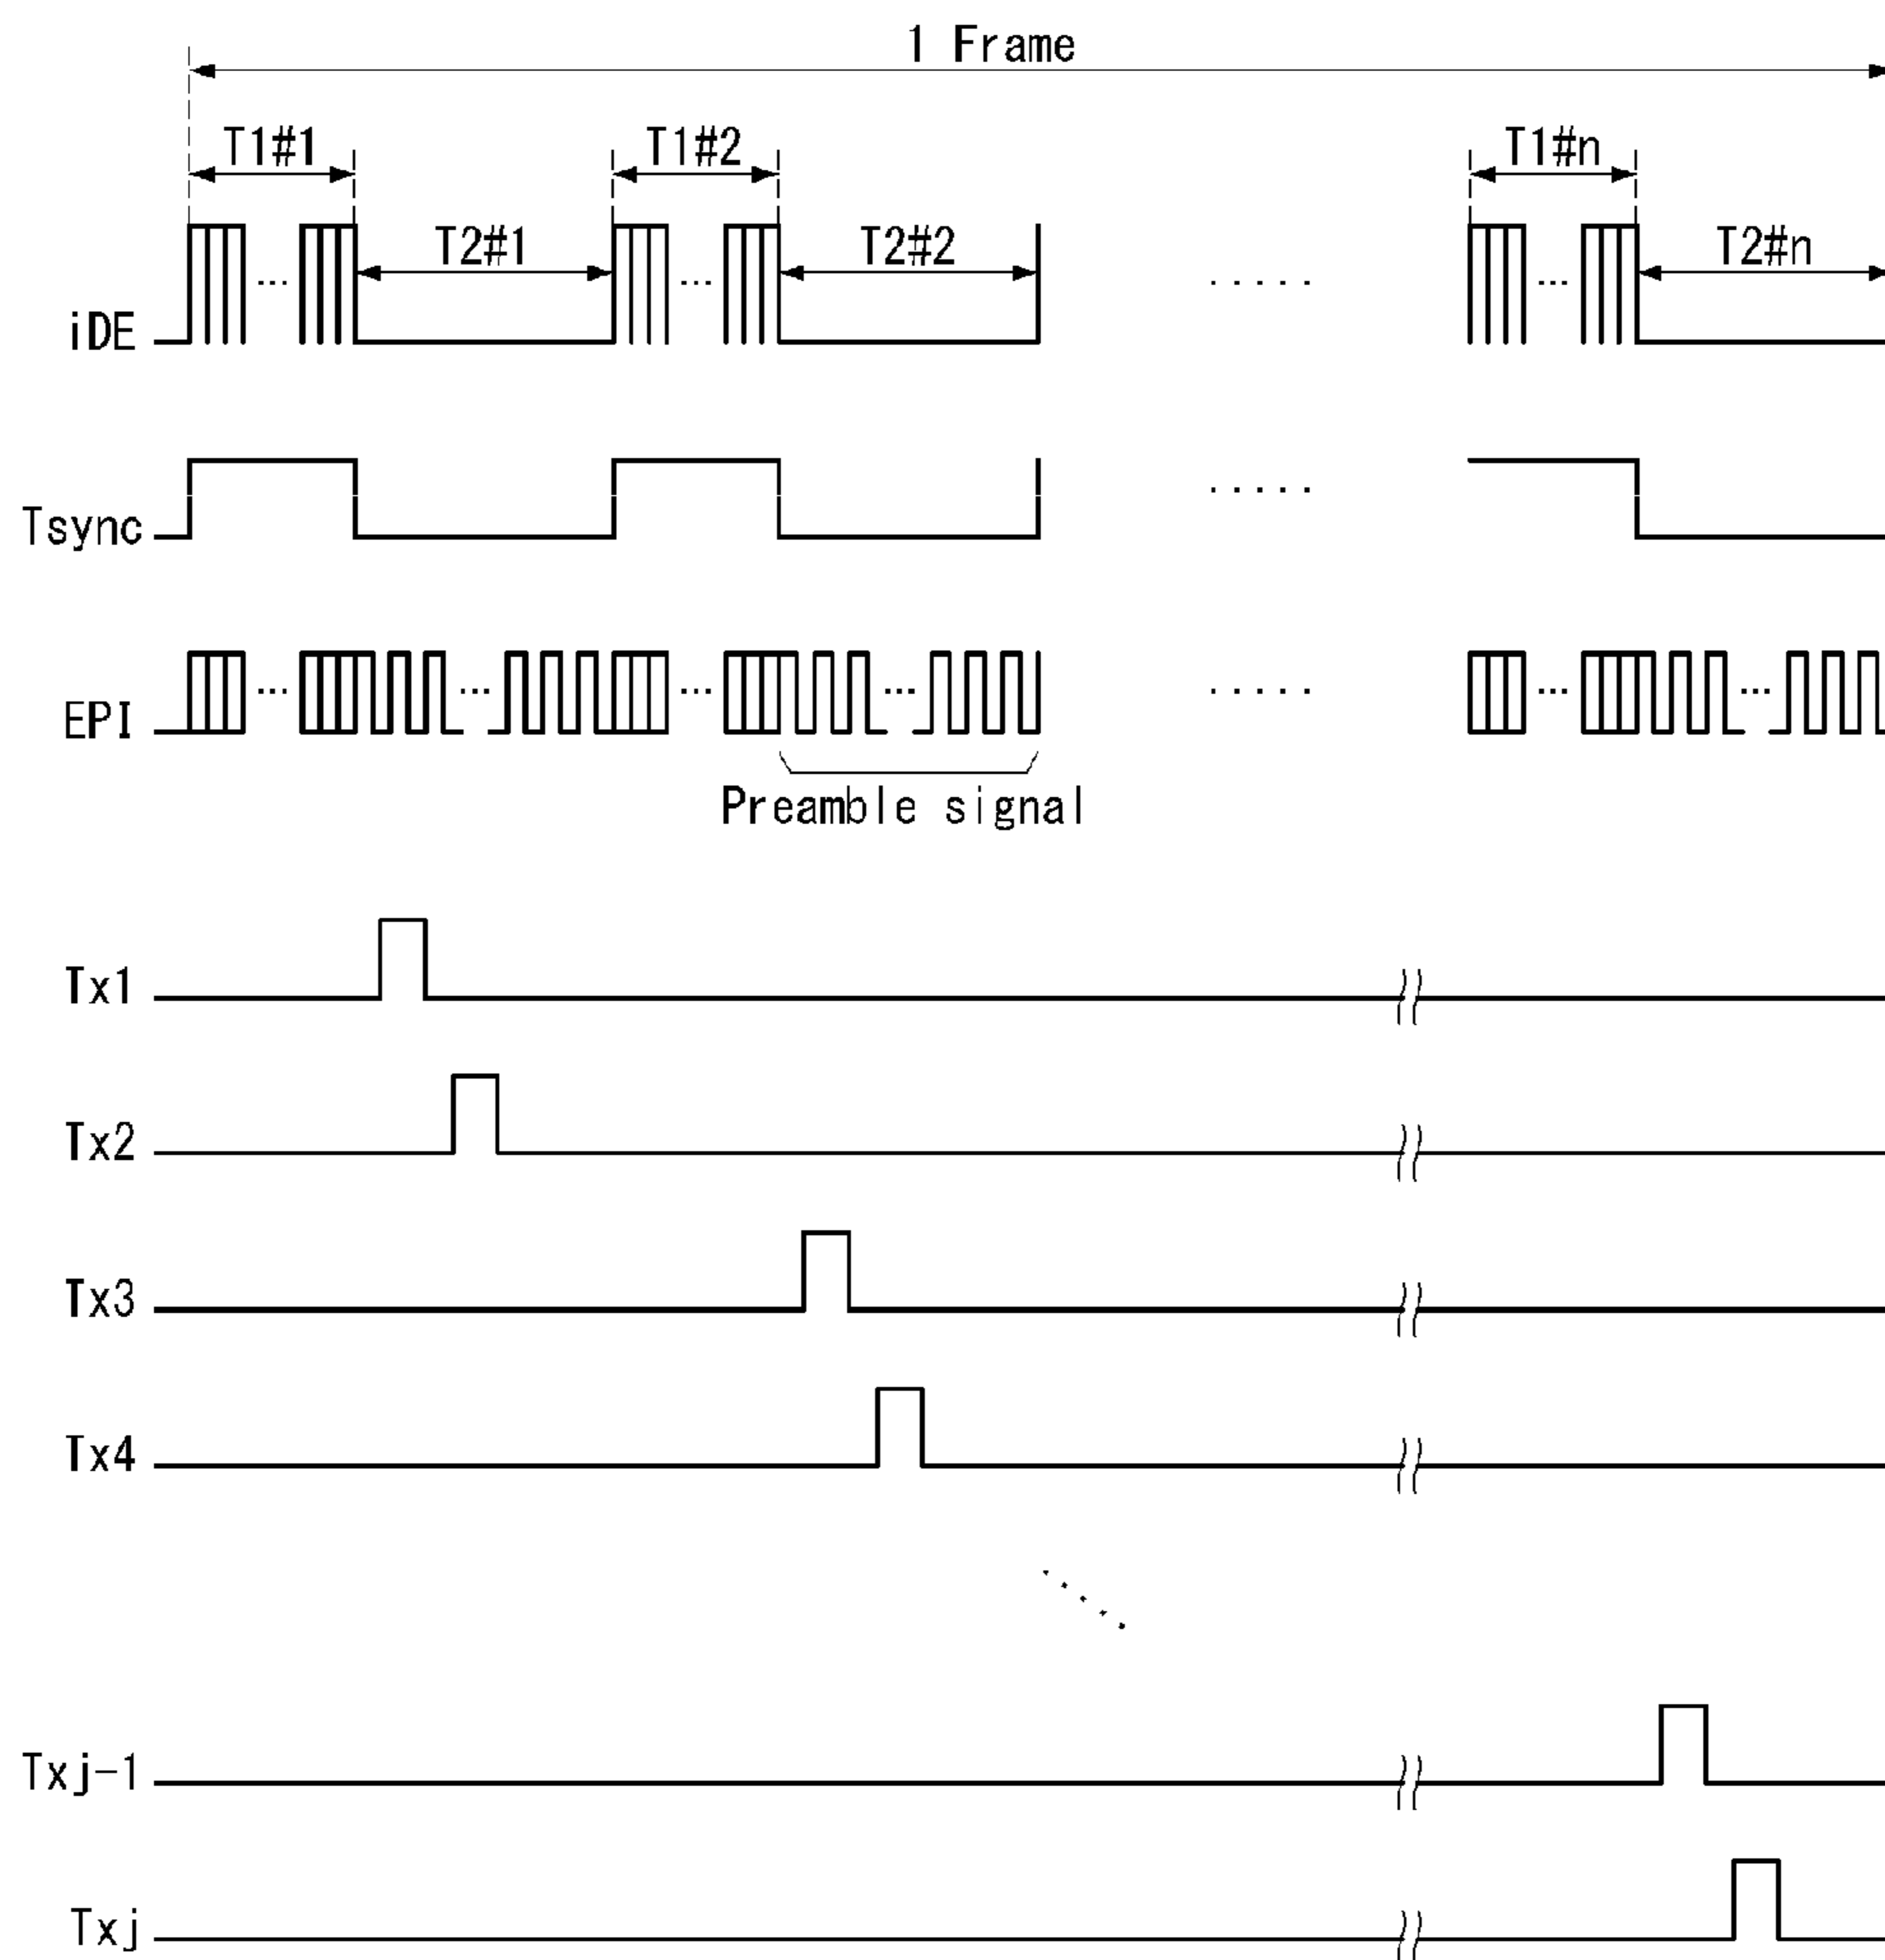 1 Frame
T1#1 T1#2 T1#n
T2#1 T2#2 T2#n
iDE
Tsync
EPI
Preamble signal
Tx1
Tx2
Tx3
Tx4
Txj-1
Txj